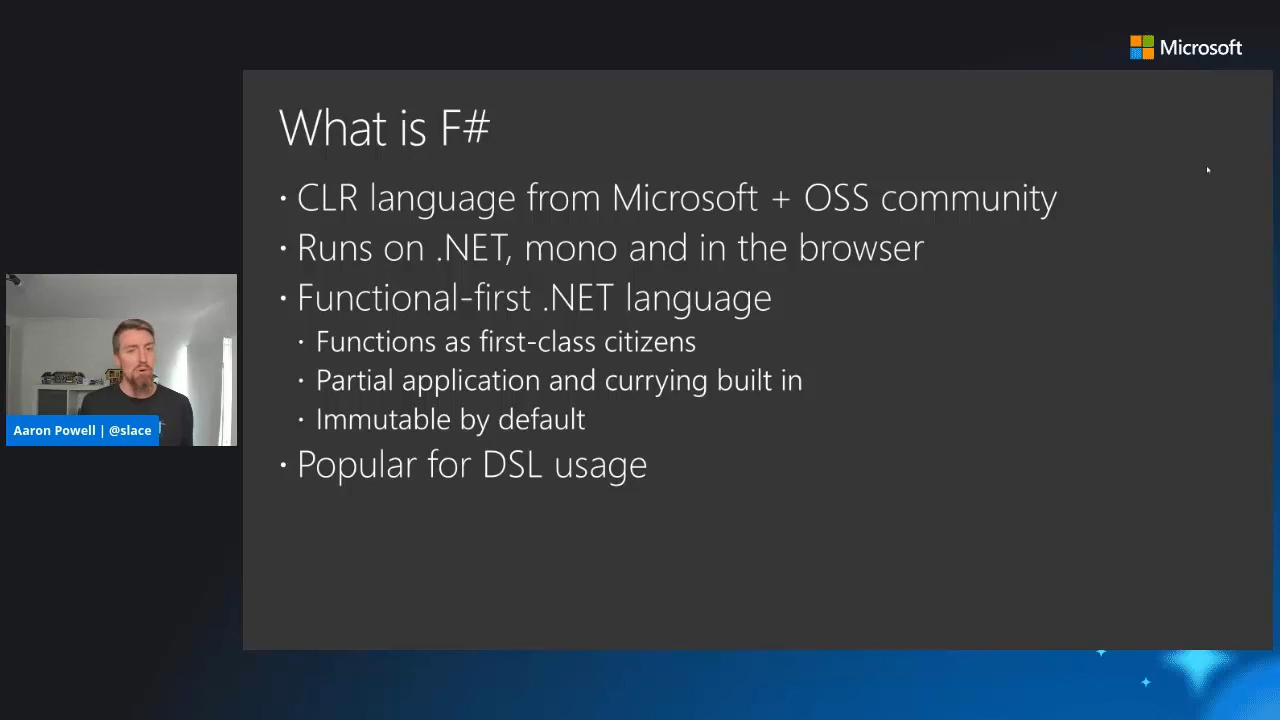 Microsoft
What is F#
· CLR language from Microsoft + OSS community
· Runs on .NET, mono and in the browser
· Functional-first .NET language
· Functions as first-class citizens
· Partial application and currying built in
· Immutable by default
· Popular for DSL usage
Aaron Powell | @slace